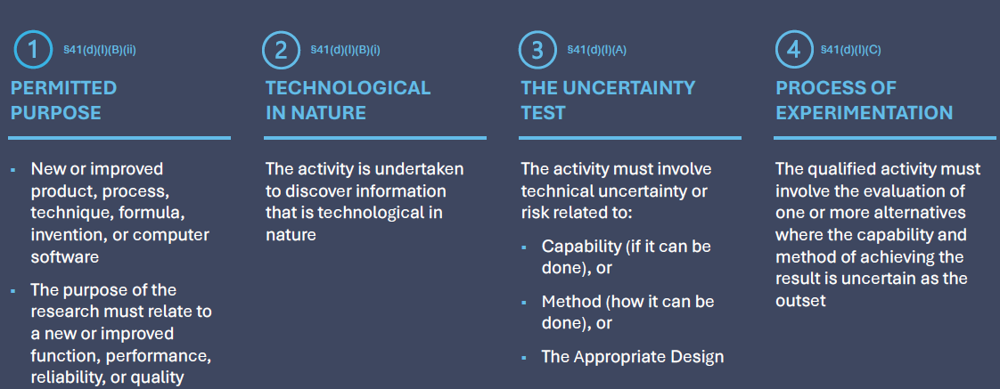 1 §41(d)(I)(B)(ii)
PERMITTED
PURPOSE
▪ New or improved
product, process,
technique, formula,
invention, or computer
software
▪ The purpose of the
research must relate to
a new or improved
function, performance,
reliability, or quality
2 §41(d)(I)(B)(i)
TECHNOLOGICAL
IN NATURE
The activity is undertaken
to discover information
that is technological in
nature
3 §41(d)(I)(A)
THE UNCERTAINTY
TEST
The activity must involve
technical uncertainty or
risk related to:
▪ Capability (if it can be
done), or
▪ Method (how it can be
done), or
▪ The Appropriate Design
4 §41(d)(I)(C)
PROCESS OF
EXPERIMENTATION
The qualified activity must
involve the evaluation of
one or more alternatives
where the capability and
method of achieving the
result is uncertain as the
outset